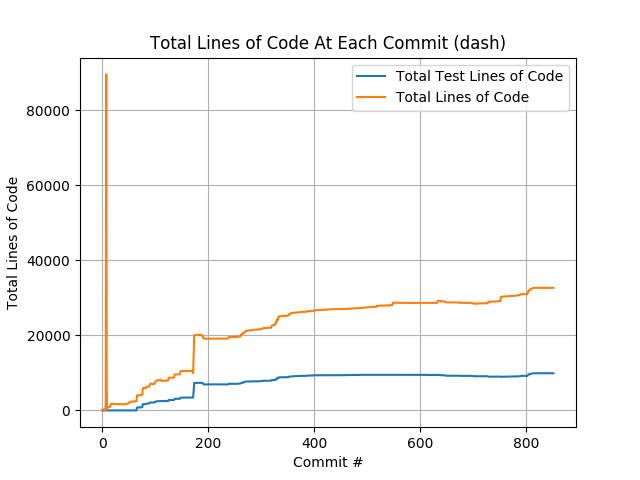 Total Lines of Code At Each Commit (dash)
Total Test Lines of Code
Total Lines of Code
Total Lines of Code
80000
60000
40000
20000
0
0 200 400 600 800
Commit #